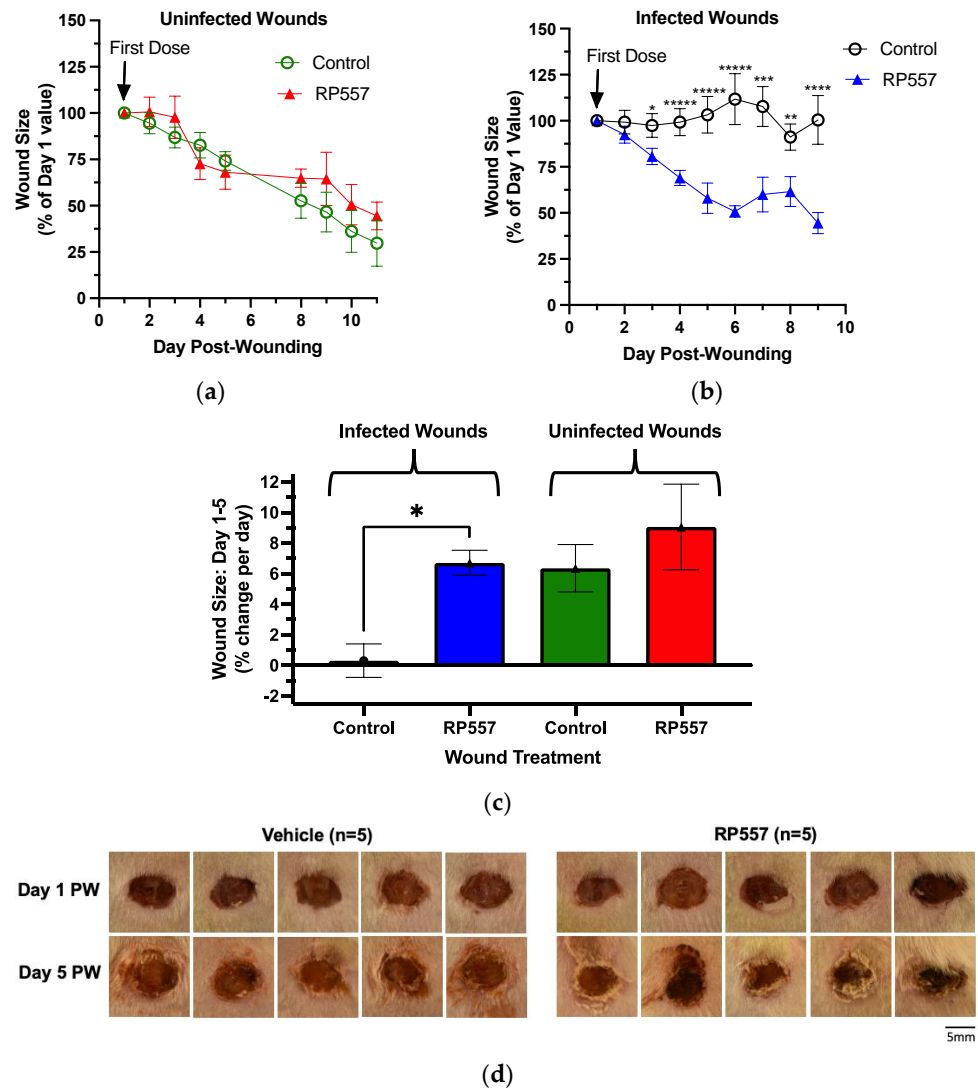 Uninfected Wounds
150
125
100
75
50
25
0
First Dose
Control
RP557
Wound Size
(% of Day 1 Value)
0 2 4 6 8 10
Day Post-Wounding
(a)
Infected Wounds
150
125
100
75
50
25
0
First Dose
Control
RP557
* ***** ***** ***** *** ** ****
Wound Size
(% of Day 1 Value)
0 2 4 6 8 10
Day Post-Wounding
(b)
Infected Wounds Uninfected Wounds
12
10
8
6
4
2
0
-2
*
Wound Size: Day 1-5
(% change per day)
Control RP557 Control RP557
Wound Treatment
(c)
Vehicle (n=5) RP557 (n=5)
Day 1 PW
Day 5 PW
5mm
(d)